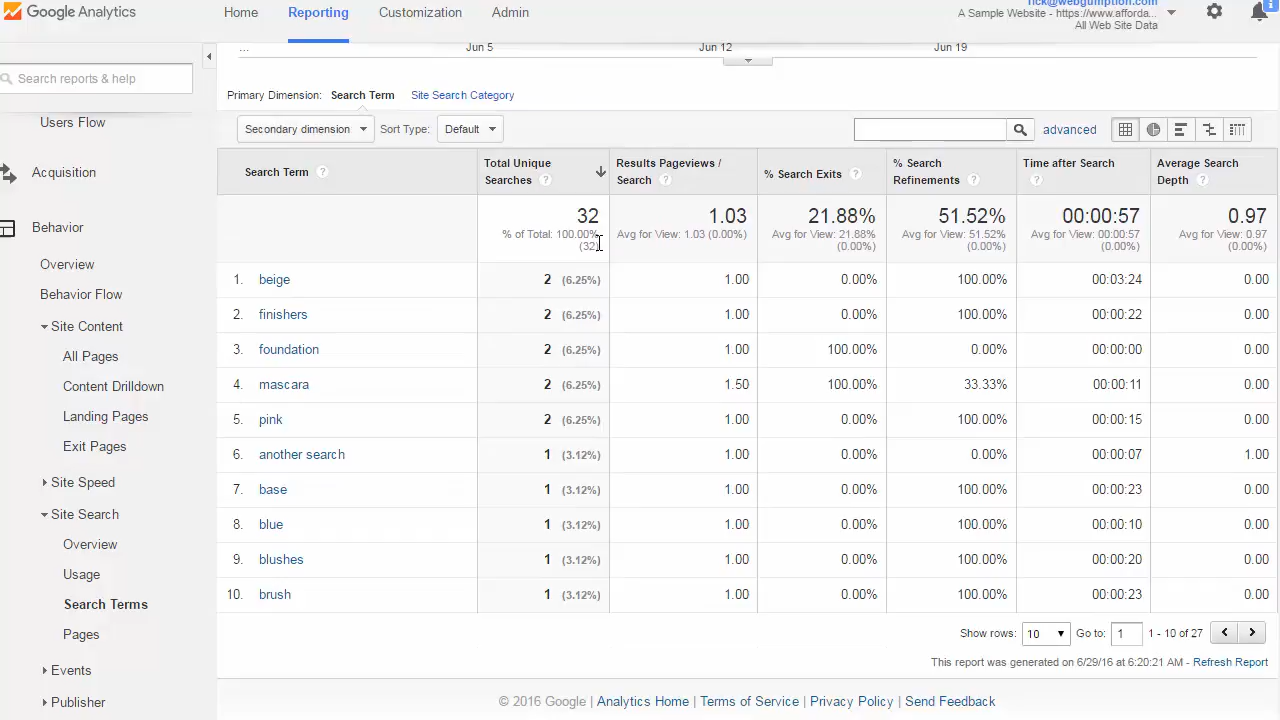 Google Analytics
Home Reporting Customization Admin
rick@webgumption.com
A Sample Website - https://www.afforda...
All Web Site Data
Search reports & help
Users Flow
Acquisition
Behavior
Overview
Behavior Flow
Site Content
All Pages
Content Drilldown
Landing Pages
Exit Pages
Site Speed
Site Search
Overview
Usage
Search Terms
Pages
Events
Publisher
... Jun 5 Jun 12 Jun 19
Primary Dimension: Search Term Site Search Category
Secondary dimension Sort Type: Default advanced
Search Term ? Total Unique Searches ? Results Pageviews / Search ? % Search Exits ? % Search Refinements ? Time after Search ? Average Search Depth ?
32 1.03 21.88% 51.52% 00:00:57 0.97
% of Total: 100.00% Avg for View: 1.03 (0.00%) Avg for View: 21.88% Avg for View: 51.52% Avg for View: 00:00:57 Avg for View: 0.97
(32) (0.00%) (0.00%) (0.00%) (0.00%)
1. beige 2 (6.25%) 1.00 0.00% 100.00% 00:03:24 0.00
2. finishers 2 (6.25%) 1.00 0.00% 100.00% 00:00:22 0.00
3. foundation 2 (6.25%) 1.00 100.00% 0.00% 00:00:00 0.00
4. mascara 2 (6.25%) 1.50 100.00% 33.33% 00:00:11 0.00
5. pink 2 (6.25%) 1.00 0.00% 100.00% 00:00:15 0.00
6. another search 1 (3.12%) 1.00 0.00% 0.00% 00:00:07 1.00
7. base 1 (3.12%) 1.00 0.00% 100.00% 00:00:23 0.00
8. blue 1 (3.12%) 1.00 0.00% 100.00% 00:00:10 0.00
9. blushes 1 (3.12%) 1.00 0.00% 100.00% 00:00:20 0.00
10. brush 1 (3.12%) 1.00 0.00% 100.00% 00:00:23 0.00
Show rows: 10 Go to: 1 1 - 10 of 27
This report was generated on 6/29/16 at 6:20:21 AM - Refresh Report
© 2016 Google | Analytics Home | Terms of Service | Privacy Policy | Send Feedback